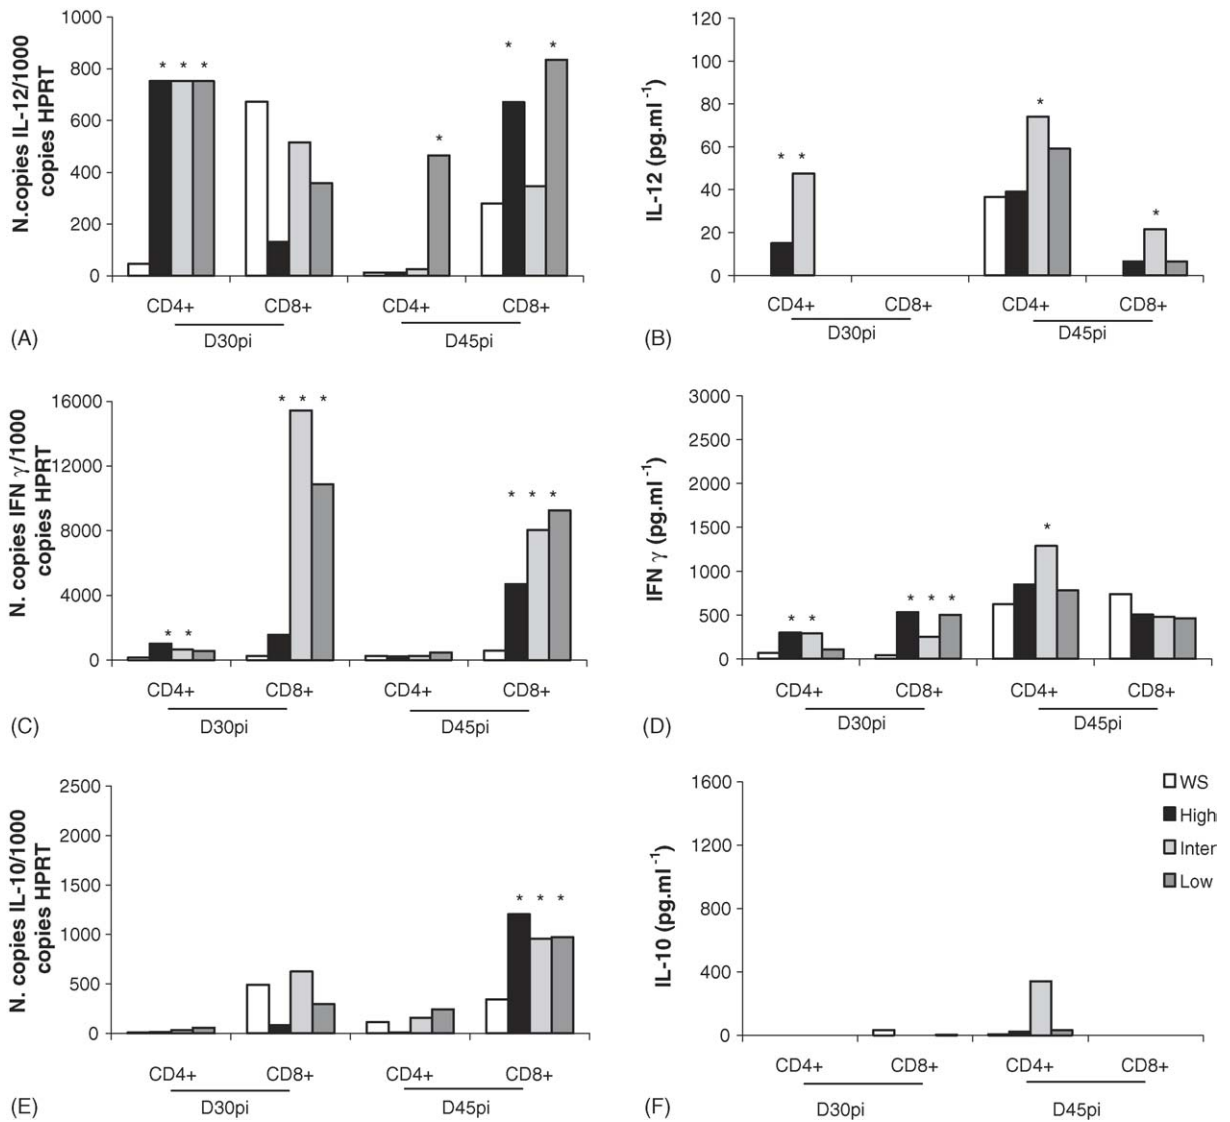 N.copies IL-12/1000
copies HPRT
1000
800
600
400
200
0
* * *
*
* *
CD4+ CD8+ CD4+ CD8+
D30pi D45pi
(A)
IL-12 (pg.ml-1)
120
100
80
60
40
20
0
* *
*
*
CD4+ CD8+ CD4+ CD8+
D30pi D45pi
(B)
N. copies IFN γ/1000
copies HPRT
16000
12000
8000
4000
0
* *
* * *
* * *
CD4+ CD8+ CD4+ CD8+
D30pi D45pi
(C)
IFN γ (pg.ml-1)
3000
2500
2000
1500
1000
500
0
* *
* * *
*
CD4+ CD8+ CD4+ CD8+
D30pi D45pi
(D)
N. copies IL-10/1000
copies HPRT
2500
2000
1500
1000
500
0
* * *
CD4+ CD8+ CD4+ CD8+
D30pi D45pi
(E)
IL-10 (pg.ml-1)
1600
1200
800
400
0
WS
High
Inter
Low
CD4+ CD8+ CD4+ CD8+
D30pi D45pi
(F)